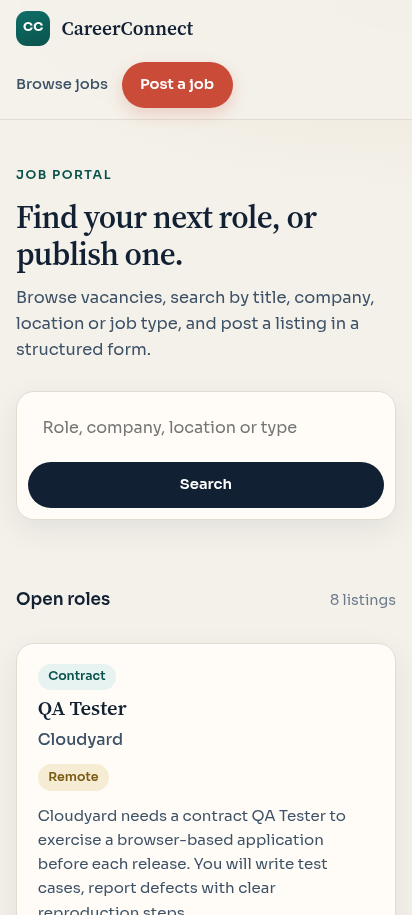 CC CareerConnect
Browse jobs Post a job
JOB PORTAL
Find your next role, or
publish one.
Browse vacancies, search by title, company,
location or job type, and post a listing in a
structured form.
Role, company, location or type
Search
Open roles 8 listings
Contract
QA Tester
Cloudyard
Remote
Cloudyard needs a contract QA Tester to
exercise a browser-based application
before each release. You will write test
cases, report defects with clear
reproduction steps